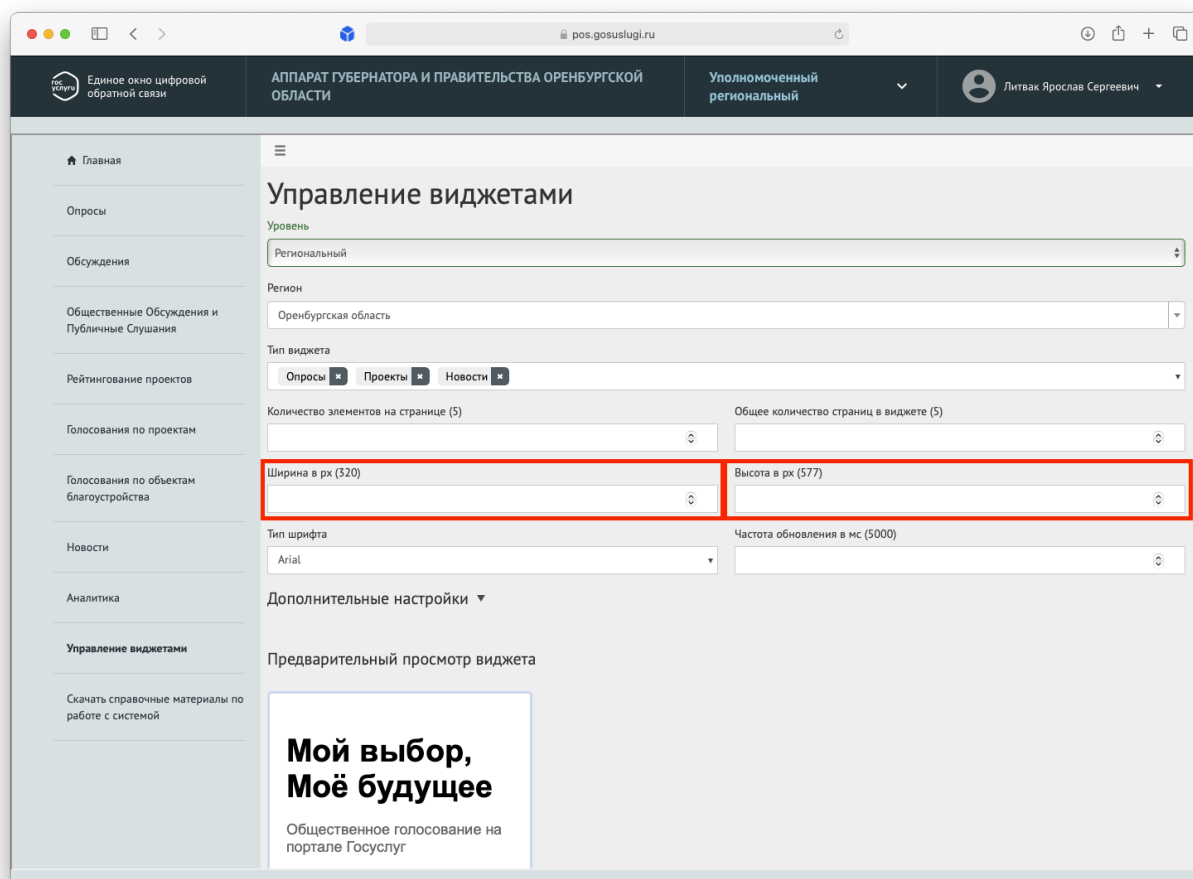 pos.gosuslugi.ru
гос
услуги
Единое окно цифровой
обратной связи
АППАРАТ ГУБЕРНАТОРА И ПРАВИТЕЛЬСТВА ОРЕНБУРГСКОЙ
ОБЛАСТИ
Уполномоченный
региональный
Литвак Ярослав Сергеевич
Главная
Опросы
Обсуждения
Общественные Обсуждения и
Публичные Слушания
Рейтингование проектов
Голосования по проектам
Голосования по объектам
благоустройства
Новости
Аналитика
Управление виджетами
Скачать справочные материалы по
работе с системой
Управление виджетами
Уровень
Региональный
Регион
Оренбургская область
Тип виджета
Опросы Проекты Новости
Количество элементов на странице (5) Общее количество страниц в виджете (5)
Ширина в px (320) Высота в px (577)
Тип шрифта Частота обновления в мс (5000)
Arial
Дополнительные настройки
Предварительный просмотр виджета
Мой выбор,
Моё будущее
Общественное голосование на
портале Госуслуг